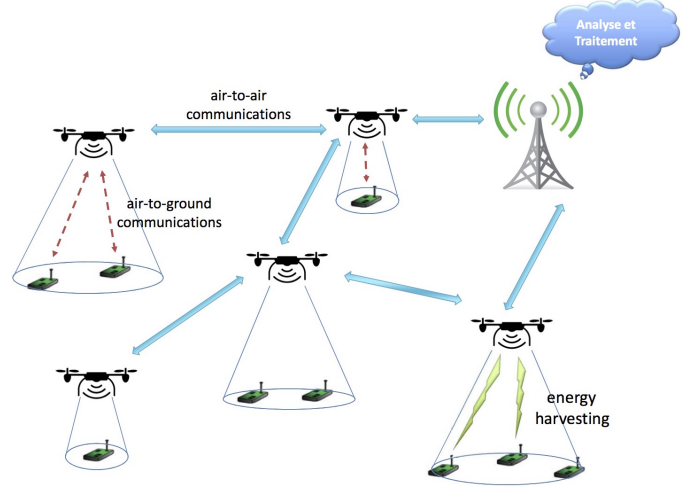 Analyse et
Traitement
air-to-air
communications
air-to-ground
communications
energy
harvesting